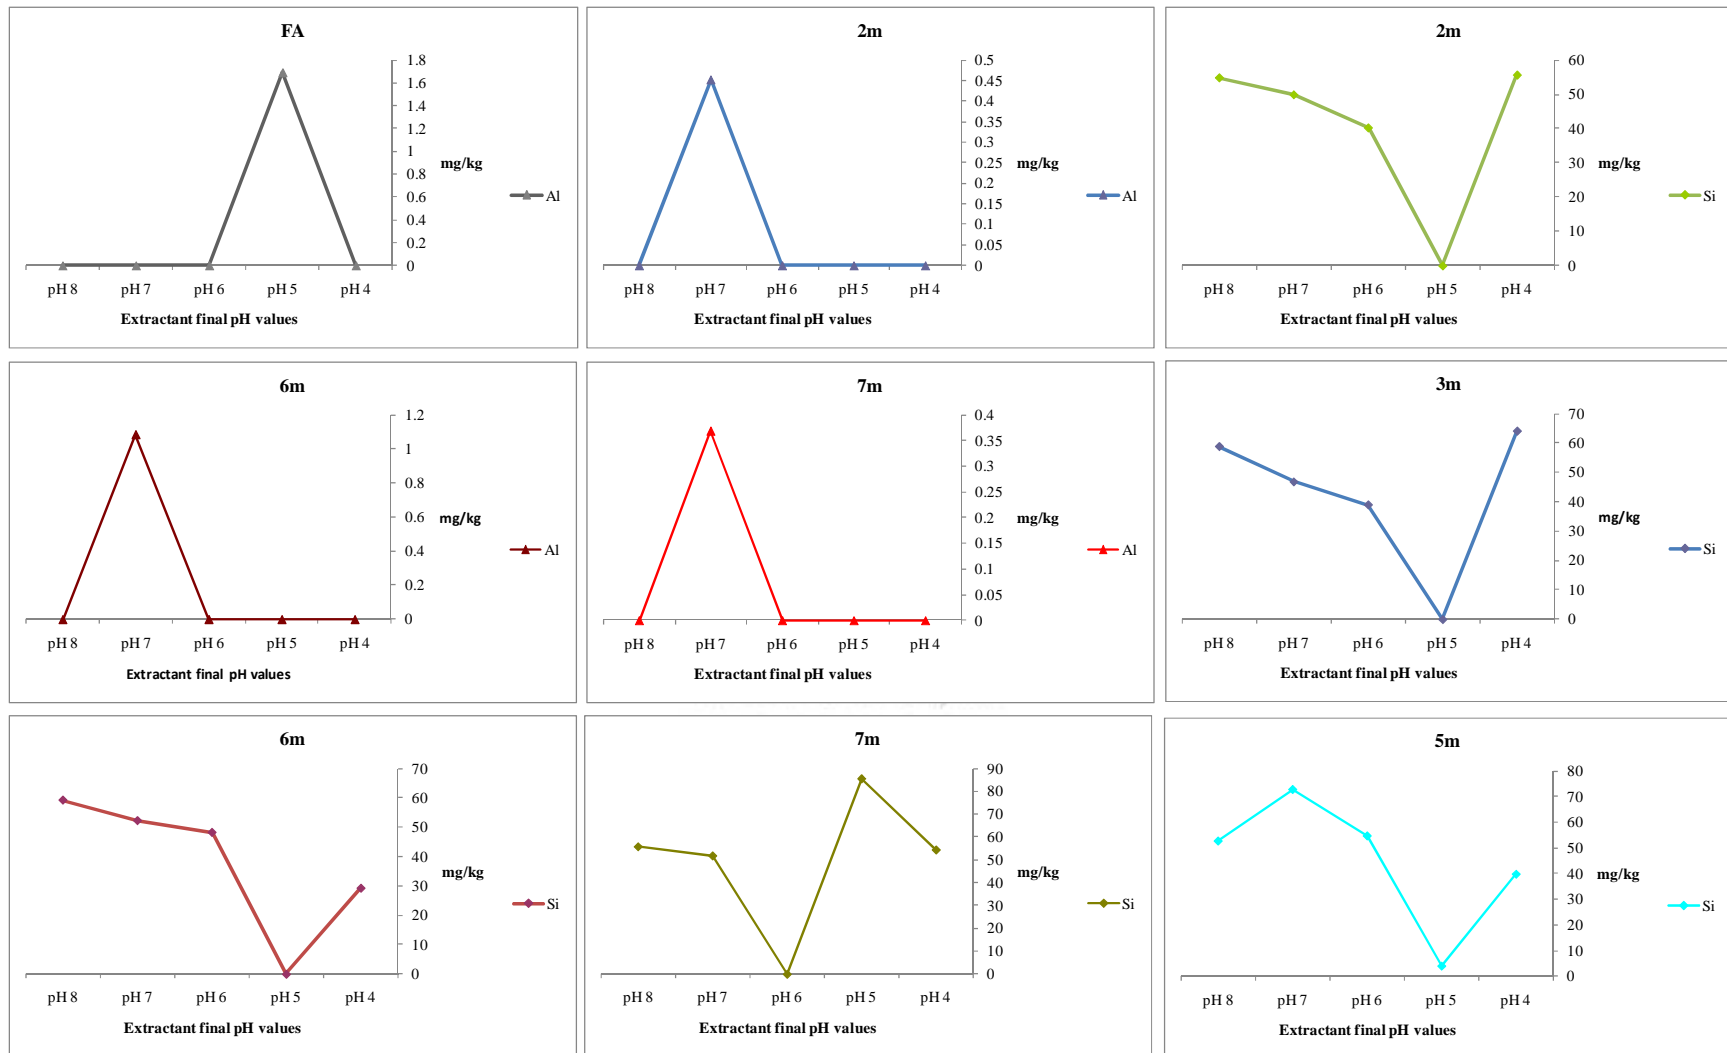 FA
1.8
1.6
1.4
1.2
1
0.8
0.6
0.4
0.2
0
mg/kg
Al
pH 8
pH 7
pH 6
pH 5
pH 4
Extractant final pH values
2m
0.5
0.45
0.4
0.35
0.3
0.25
0.2
0.15
0.1
0.05
0
mg/kg
Al
pH 8
pH 7
pH 6
pH 5
pH 4
Extractant final pH values
2m
60
50
40
30
20
10
0
mg/kg
Si
pH 8
pH 7
pH 6
pH 5
pH 4
Extractant final pH values
6m
1.2
1
0.8
0.6
0.4
0.2
0
mg/kg
Al
pH 8
pH 7
pH 6
pH 5
pH 4
Extractant final pH values
7m
0.4
0.35
0.3
0.25
0.2
0.15
0.1
0.05
0
mg/kg
Al
pH 8
pH 7
pH 6
pH 5
pH 4
Extractant final pH values
3m
70
60
50
40
30
20
10
0
mg/kg
Si
pH 8
pH 7
pH 6
pH 5
pH 4
Extractant final pH values
6m
70
60
50
40
30
20
10
0
mg/kg
Si
pH 8
pH 7
pH 6
pH 5
pH 4
Extractant final pH values
7m
90
80
70
60
50
40
30
20
10
0
mg/kg
Si
pH 8
pH 7
pH 6
pH 5
pH 4
Extractant final pH values
5m
80
70
60
50
40
30
20
10
0
mg/kg
Si
pH 8
pH 7
pH 6
pH 5
pH 4
Extractant final pH values